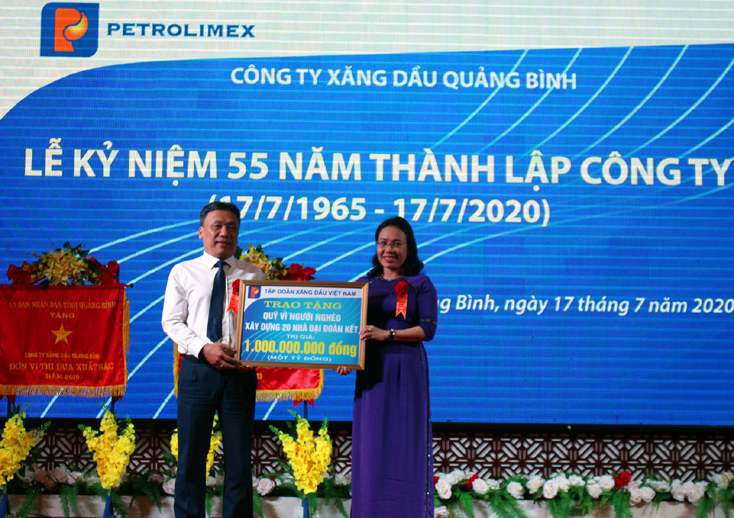 PETROLIMEX
CÔNG TY XĂNG DẦU QUẢNG BÌNH
LỄ KỶ NIỆM 55 NĂM THÀNH LẬP CÔNG TY
(17/7/1965 - 17/7/2020)
Bình, ngày 17 tháng 7 năm 2020
TẬP ĐOÀN XĂNG DẦU VIỆT NAM
TRAO TẶNG
QUỸ VÌ NGƯỜI NGHÈO
XÂY DỰNG 20 NHÀ ĐẠI ĐOÀN KẾT
TRỊ GIÁ:
1.000.000.000 đồng
(MỘT TỶ ĐỒNG)
ỦY BAN NHÂN DÂN TỈNH QUẢNG BÌNH
TẶNG
CÔNG TY XĂNG DẦU QUẢNG BÌNH
ĐƠN VỊ THI ĐUA XUẤT SẮC
NĂM 2019